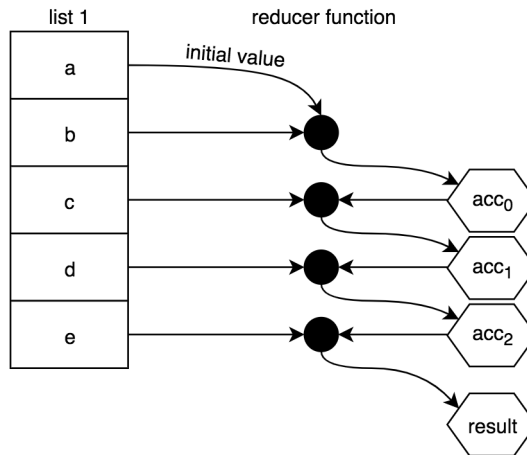 list 1 reducer function
a
initial value
b
c
acc₀
d
acc₁
e
acc₂
result